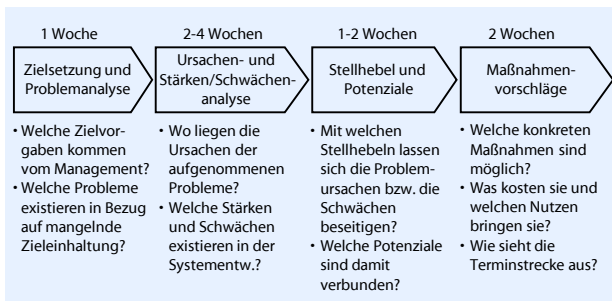 1 Woche
2-4 Wochen
1-2 Wochen
2 Wochen
Zielsetzung und
Problemanalyse
Ursachen- und
Stärken/Schwächen-
analyse
Stellhebel und
Potenziale
Maßnahmen-
vorschläge
• Welche Zielvor-
gaben kommen
vom Management?
• Welche Probleme
existieren in Bezug
auf mangelnde
Zieleinhaltung?
• Wo liegen die
Ursachen der
aufgenommenen
Probleme?
• Welche Stärken
und Schwächen
existieren in der
Systementw.?
• Mit welchen
Stellhebeln lassen
sich die Problem-
ursachen bzw. die
Schwächen
beseitigen?
• Welche Potenziale
sind damit
verbunden?
• Welche konkreten
Maßnahmen sind
möglich?
• Was kosten sie und
welchen Nutzen
bringen sie?
• Wie sieht die
Terminstrecke aus?